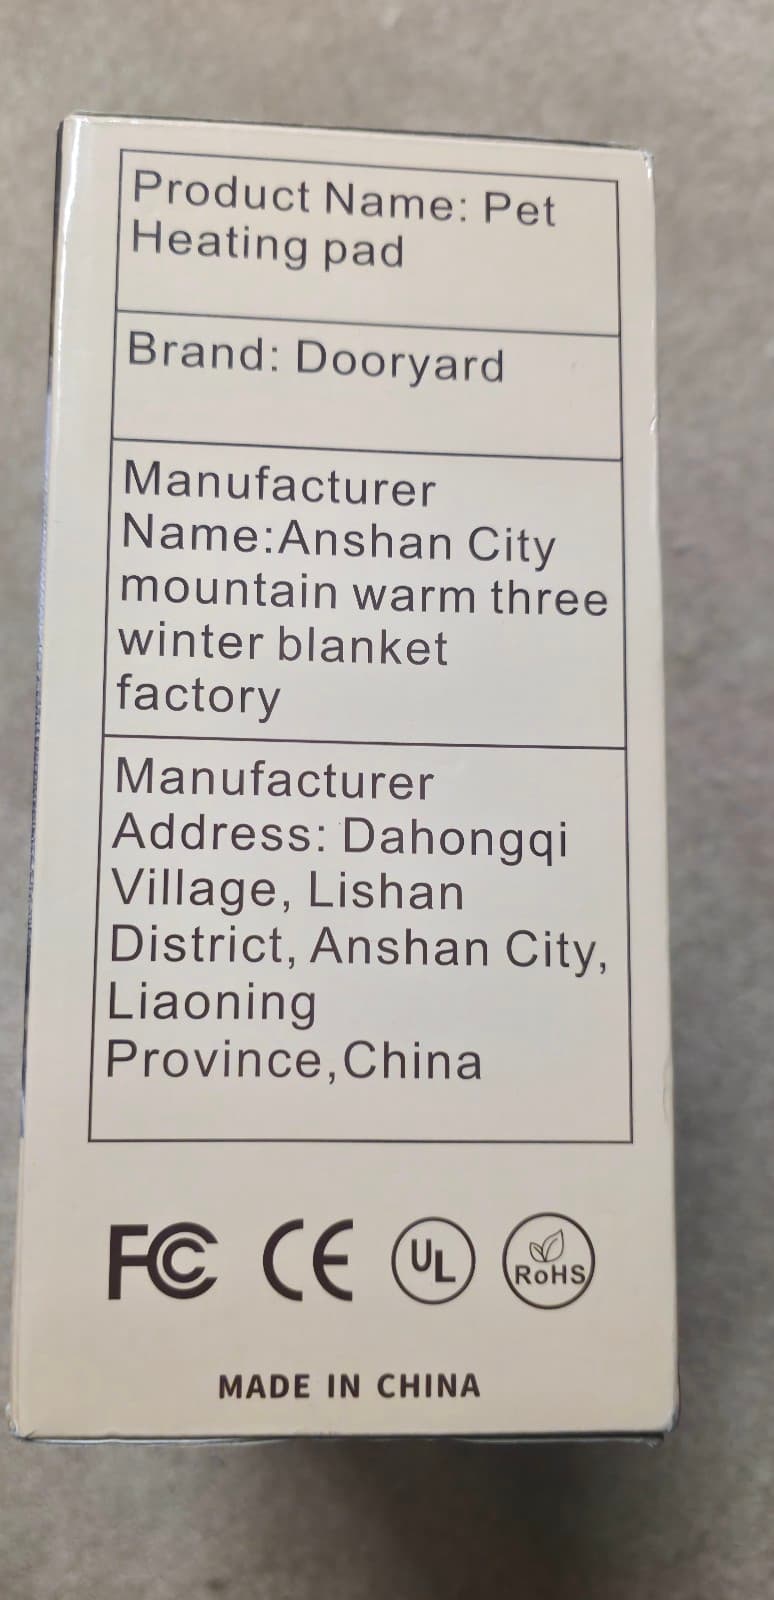 Product Name: Pet
Heating pad
Brand: Dooryard
Manufacturer
Name:Anshan City
mountain warm three
winter blanket
factory
Manufacturer
Address: Dahongqi
Village, Lishan
District, Anshan City,
Liaoning
Province,China
FC CE UL RoHS
MADE IN CHINA